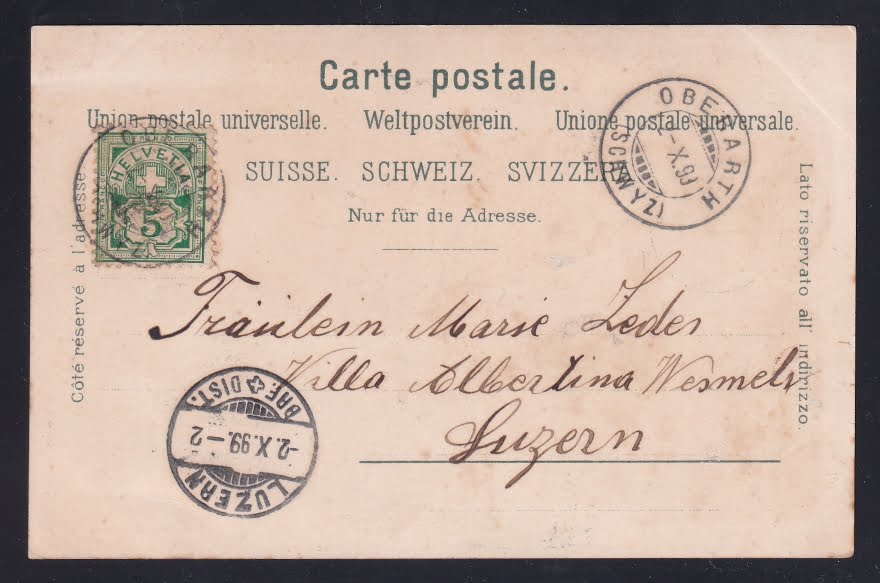 Carte postale.
Union postale universelle. Weltpostverein. Unione postale universale.
SUISSE. SCHWEIZ. SVIZZERA
Nur für die Adresse.
Côté réservé à l'adresse
Lato riservato all' indirizzo.
HELVETIA
5
OBERARTH
-X.99
(SCHWYZ)
Fräulein Marie Zeder
Villa Albertina
Luzern
BRF. DIST.
-2.X.99.-2
LUZERN